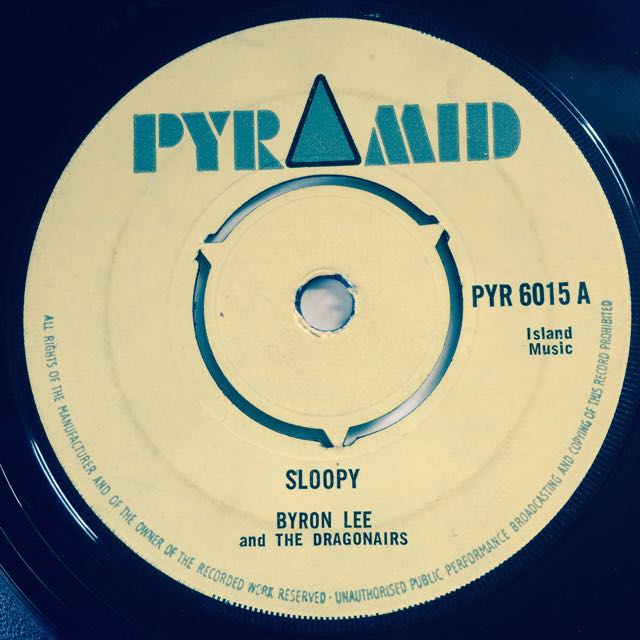 PYRAMID
PYR 6015 A
Island
Music
SLOOPY
BYRON LEE
and THE DRAGONAIRS
ALL RIGHTS OF THE MANUFACTURER AND OF THE OWNER OF THE RECORDED WORK RESERVED · UNAUTHORISED PUBLIC PERFORMANCE BROADCASTING AND COPYING OF THIS RECORD PROHIBITED